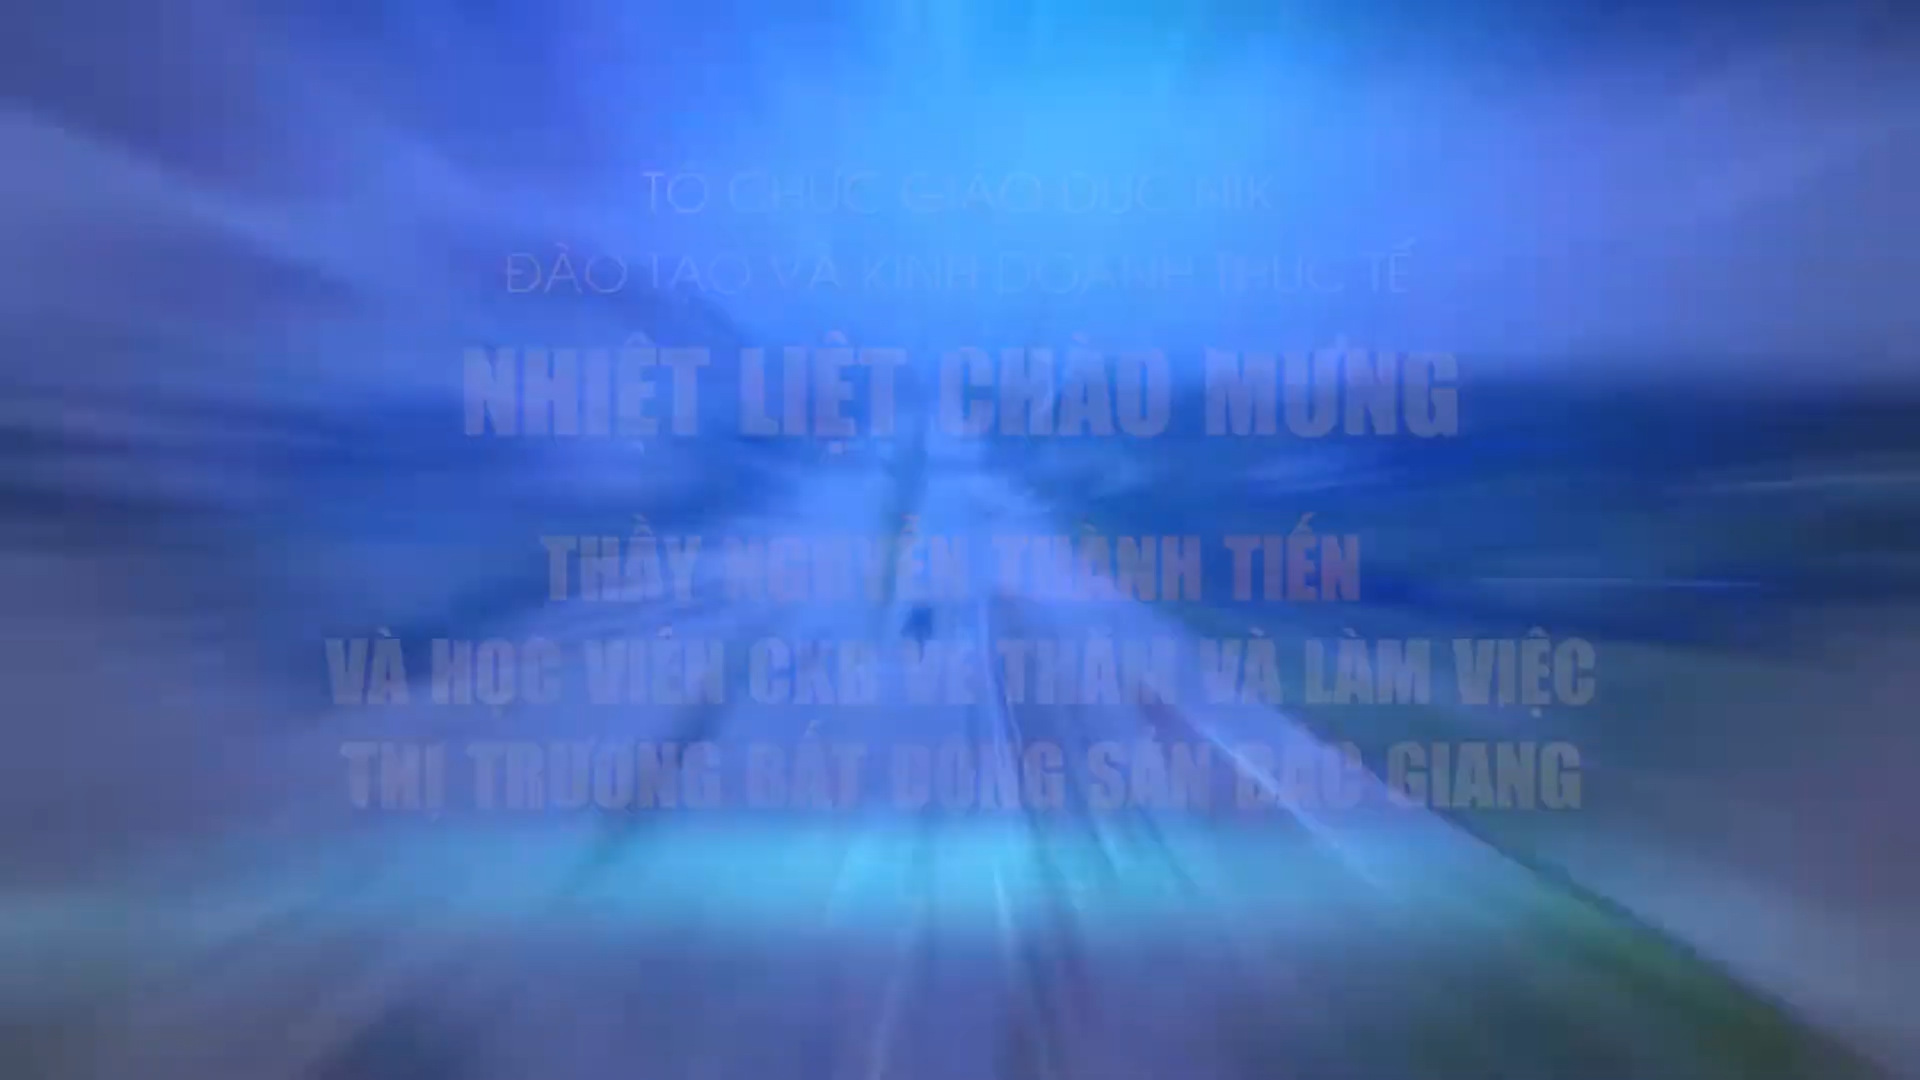 TỔ CHỨC GIÁO DỤC NIK
ĐÀO TẠO VÀ KINH DOANH THỰC TẾ
NHIỆT LIỆT CHÀO MỪNG
THẦY NGUYỄN THÀNH TIẾN
VÀ HỌC VIÊN CKB VỀ THĂM VÀ LÀM VIỆC
THỊ TRƯỜNG BẤT ĐỘNG SẢN BẮC GIANG